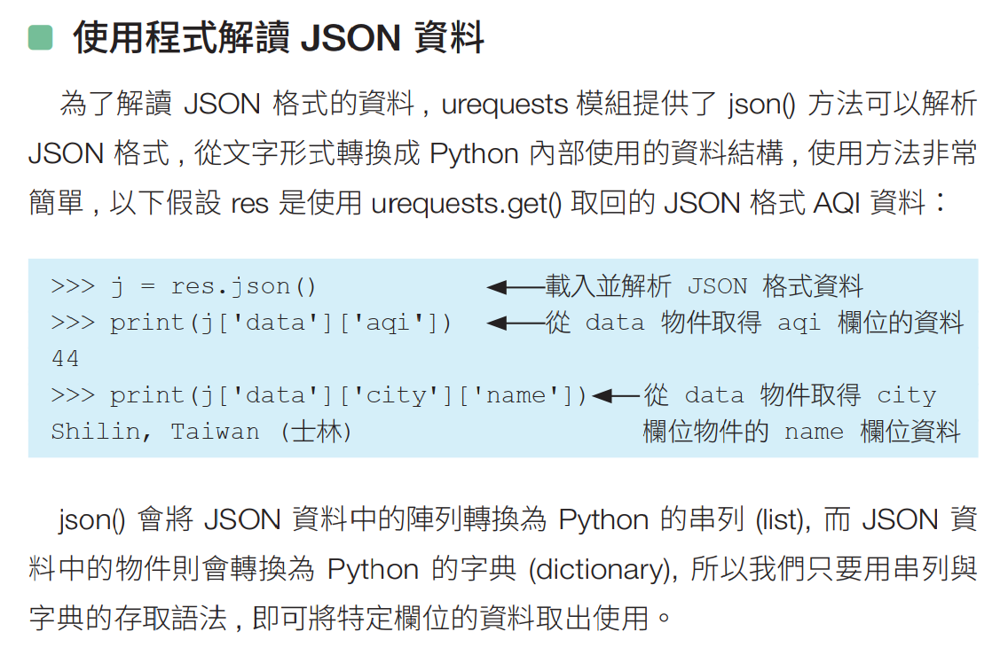 使用程式解讀 JSON 資料
為了解讀 JSON 格式的資料 , urequests 模組提供了 json() 方法可以解析
JSON 格式 , 從文字形式轉換成 Python 內部使用的資料結構 , 使用方法非常
簡單 , 以下假設 res 是使用 urequests.get() 取回的 JSON 格式 AQI 資料：
>>> j = res.json() 載入並解析 JSON 格式資料
>>> print(j['data']['aqi']) 從 data 物件取得 aqi 欄位的資料
44
>>> print(j['data']['city']['name']) 從 data 物件取得 city
Shilin, Taiwan (士林) 欄位物件的 name 欄位資料
json() 會將 JSON 資料中的陣列轉換為 Python 的串列 (list), 而 JSON 資
料中的物件則會轉換為 Python 的字典 (dictionary), 所以我們只要用串列與
字典的存取語法 , 即可將特定欄位的資料取出使用。